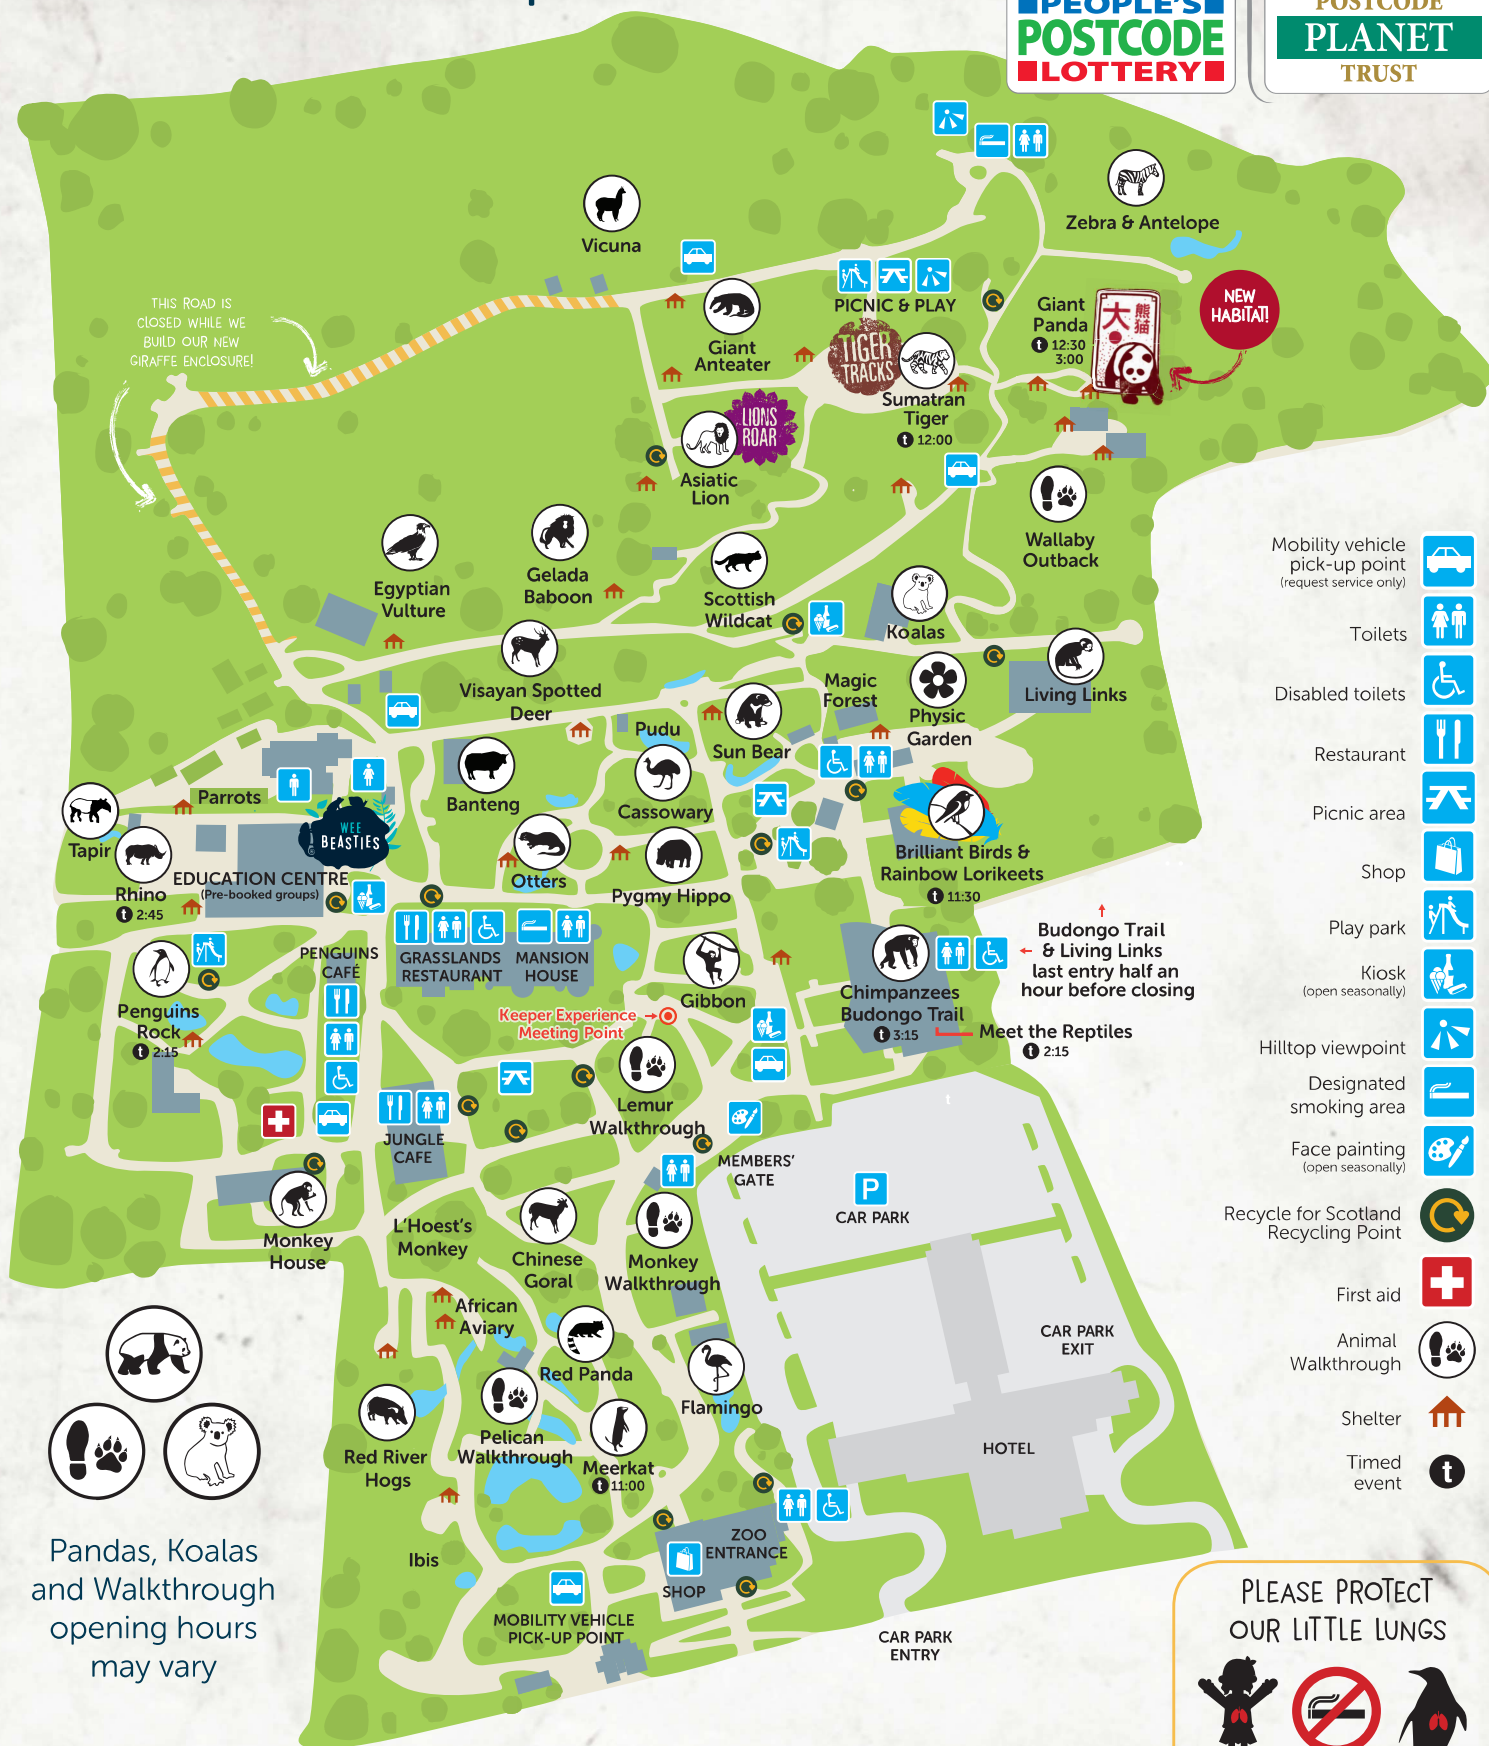 PEOPLE'S
POSTCODE
LOTTERY
POSTCODE
PLANET
TRUST
Zebra & Antelope
Vicuna
NEW
HABITAT!
THIS ROAD IS
CLOSED WHILE WE
BUILD OUR NEW
GIRAFFE ENCLOSURE!
PICNIC & PLAY
Giant
Panda
t 12:30
3:00
大熊猫
Giant
Anteater
TIGER
TRACKS
Sumatran
Tiger
t 12:00
LIONS
ROAR
Asiatic
Lion
Wallaby
Outback
Egyptian
Vulture
Gelada
Baboon
Scottish
Wildcat
Koalas
Visayan Spotted
Deer
Magic
Forest
Living Links
Physic
Garden
Pudu
Sun Bear
Parrots
Banteng
Cassowary
WEE
BEASTIES
Tapir
Rhino
t 2:45
EDUCATION CENTRE
(Pre-booked groups)
Otters
Pygmy Hippo
Brilliant Birds &
Rainbow Lorikeets
t 11:30
PENGUINS
CAFÉ
GRASSLANDS
RESTAURANT
MANSION
HOUSE
Gibbon
Budongo Trail
& Living Links
last entry half an
hour before closing
Chimpanzees
Budongo Trail
t 3:15
Meet the Reptiles
t 2:15
Penguins
Rock
t 2:15
Keeper Experience
Meeting Point
Lemur
Walkthrough
t
JUNGLE
CAFE
MEMBERS'
GATE
P
CAR PARK
Monkey
House
L'Hoest's
Monkey
Chinese
Goral
Monkey
Walkthrough
African
Aviary
Red Panda
CAR PARK
EXIT
Flamingo
Red River
Hogs
Pelican
Walkthrough
Meerkat
t 11:00
HOTEL
Ibis
ZOO
ENTRANCE
SHOP
MOBILITY VEHICLE
PICK-UP POINT
CAR PARK
ENTRY
Pandas, Koalas
and Walkthrough
opening hours
may vary
Mobility vehicle
pick-up point
(request service only)
Toilets
Disabled toilets
Restaurant
Picnic area
Shop
Play park
Kiosk
(open seasonally)
Hilltop viewpoint
Designated
smoking area
Face painting
(open seasonally)
Recycle for Scotland
Recycling Point
First aid
Animal
Walkthrough
Shelter
Timed
event
t
PLEASE PROTECT
OUR LITTLE LUNGS